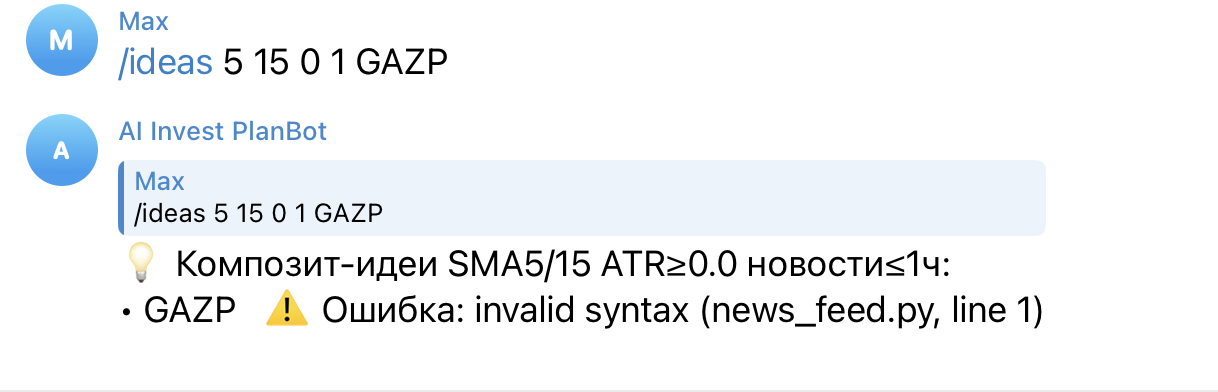 M
Max
/ideas 5 15 0 1 GAZP
A
AI Invest PlanBot
Max
/ideas 5 15 0 1 GAZP
💡 Композит-идеи SMA5/15 ATR≥0.0 новости≤1ч:
• GAZP ⚠️ Ошибка: invalid syntax (news_feed.py, line 1)